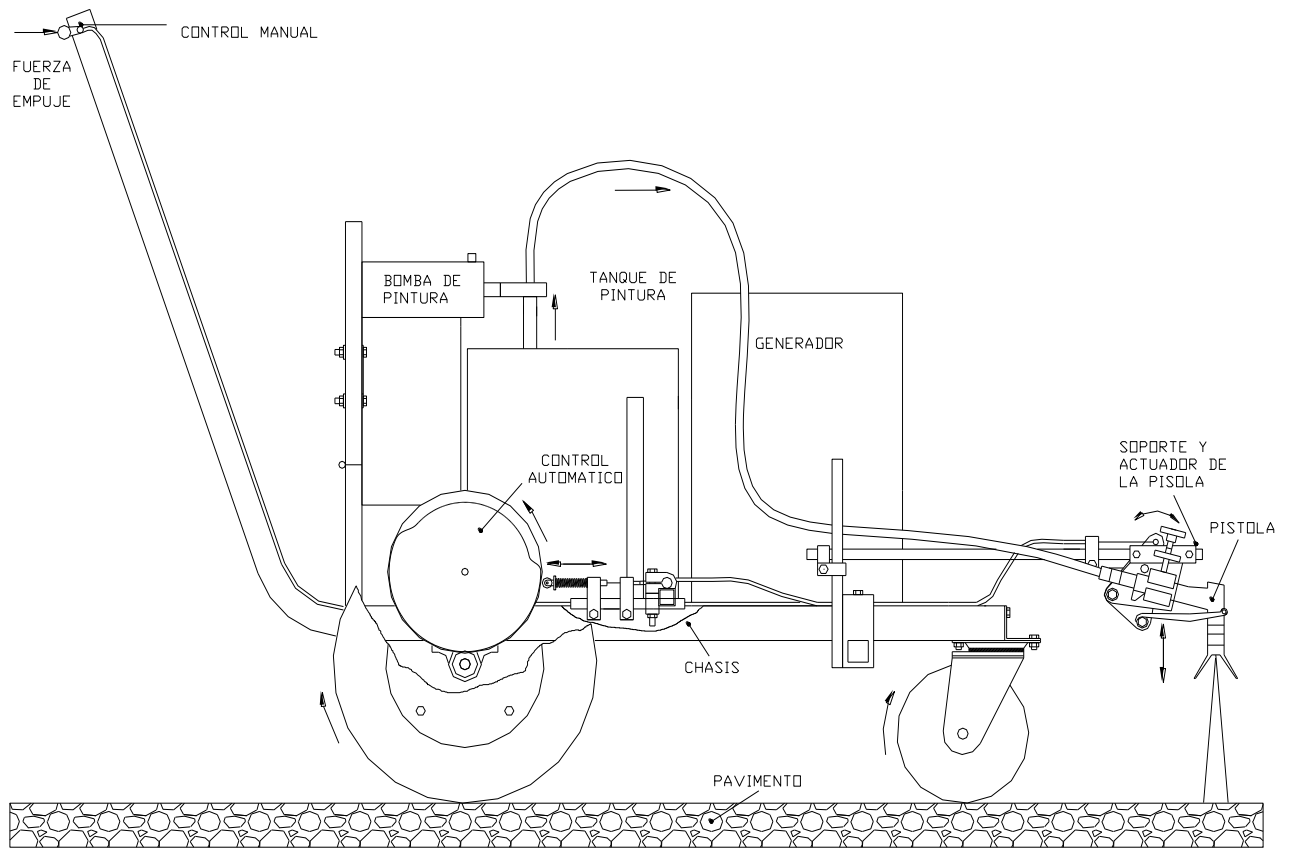 CONTROL MANUAL
FUERZA
DE
EMPUJE
BOMBA DE
PINTURA
TANQUE DE
PINTURA
GENERADOR
CONTROL
AUTOMATICO
SOPORTE Y
ACTUADOR DE
LA PISOLA
PISTOLA
CHASIS
PAVIMENTO